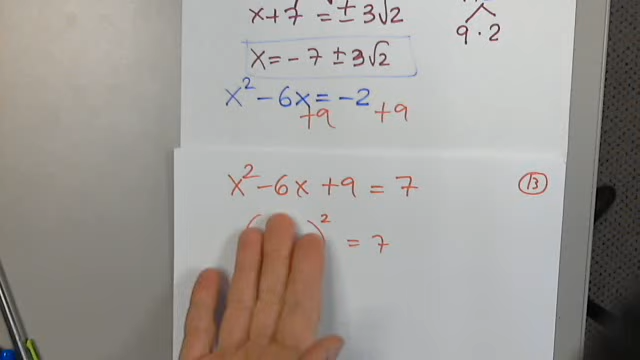 x+7 = ±3√2
9·2
x = -7 ± 3√2
x² - 6x = -2
+9 +9
x² - 6x + 9 = 7
13
( )² = 7